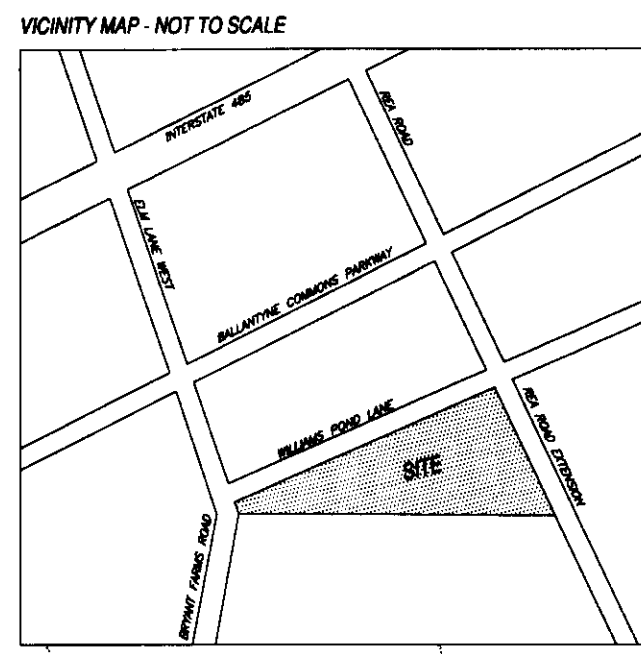 VICINITY MAP - NOT TO SCALE
INTERSTATE 485
REA ROAD
ELM LANE WEST
BALLANTYNE COMMONS PARKWAY
WILLIAMS POND LANE
REA ROAD EXTENSION
SITE
BRYANT FARMS ROAD